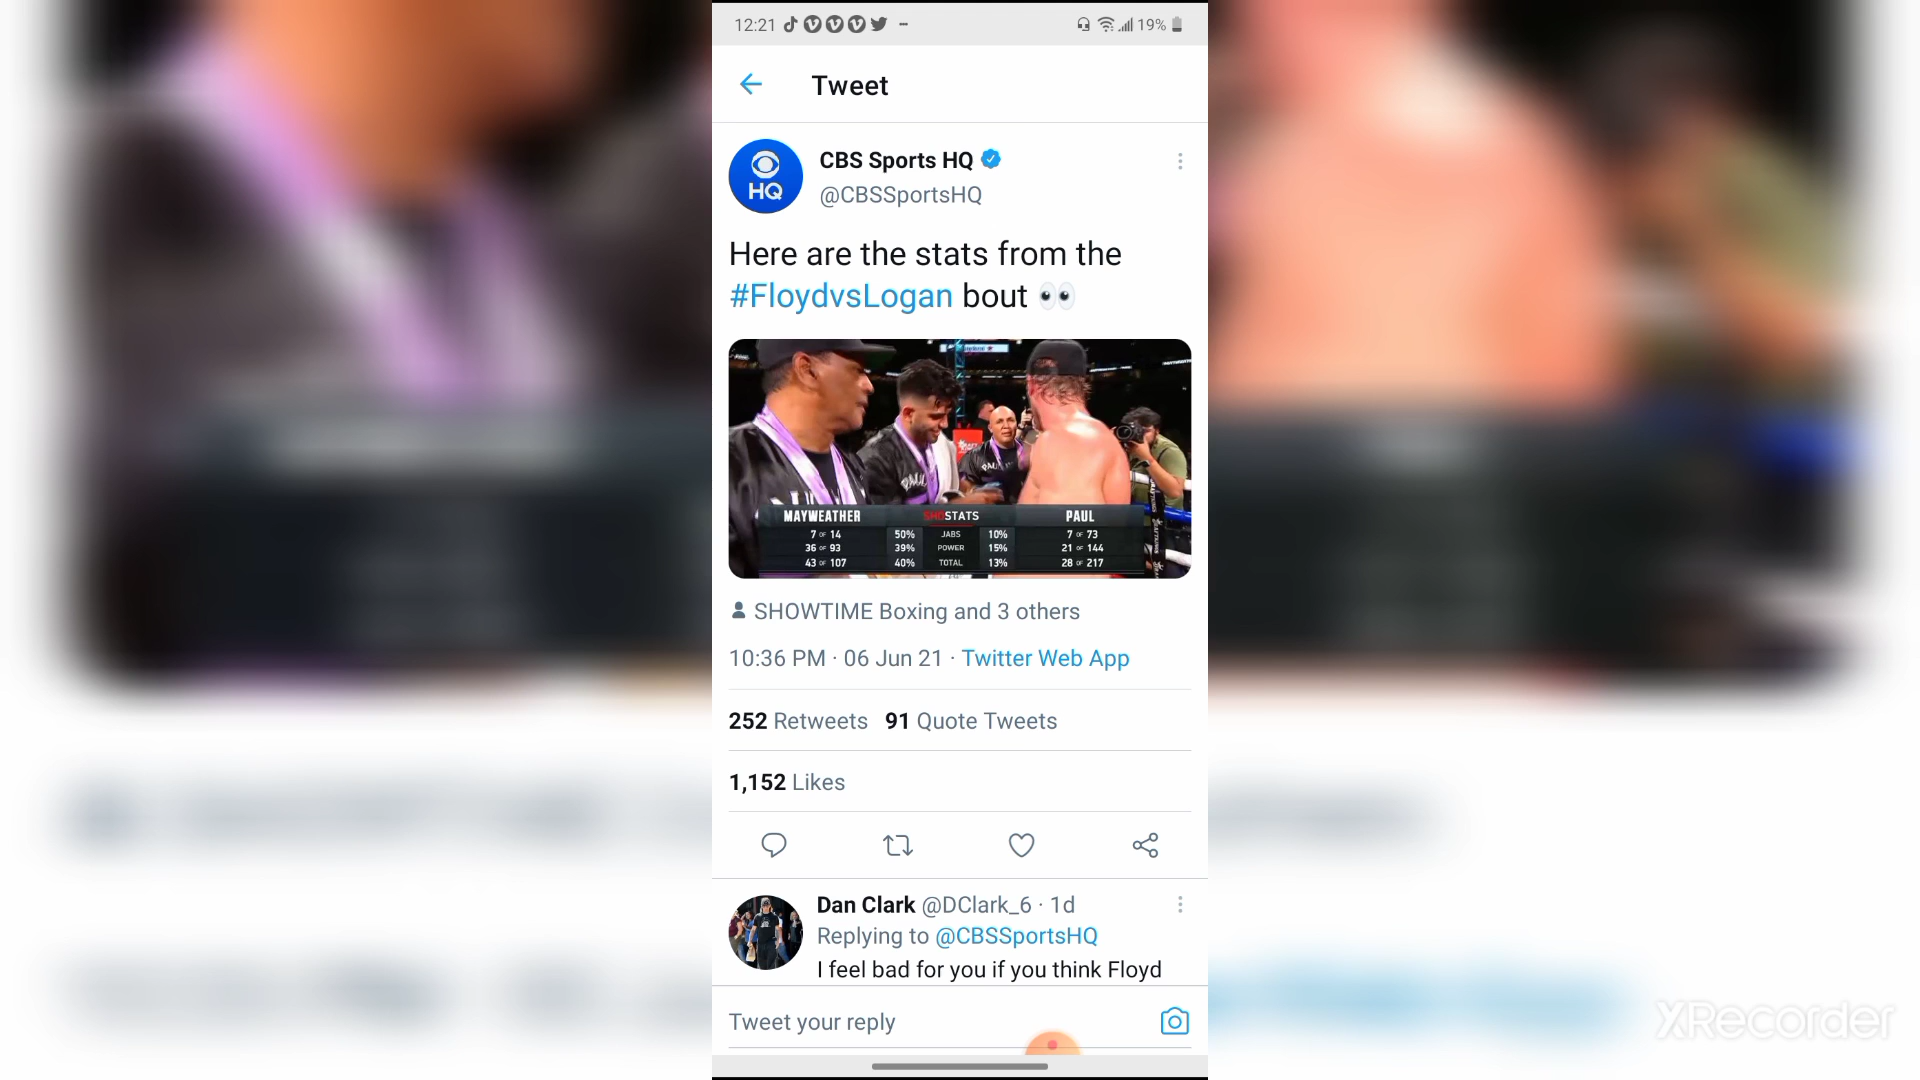 12:21
19%
Tweet
HQ
CBS Sports HQ
@CBSSportsHQ
Here are the stats from the
#FloydvsLogan bout 👀
MAYWEATHER SHOSTATS PAUL
7 OF 14 50% JABS 10% 7 OF 73
36 OF 93 39% POWER 15% 21 OF 144
43 OF 107 40% TOTAL 13% 28 OF 217
SHOWTIME Boxing and 3 others
10:36 PM · 06 Jun 21 · Twitter Web App
252 Retweets 91 Quote Tweets
1,152 Likes
Dan Clark @DClark_6 · 1d
Replying to @CBSSportsHQ
I feel bad for you if you think Floyd
Tweet your reply
XRecorder